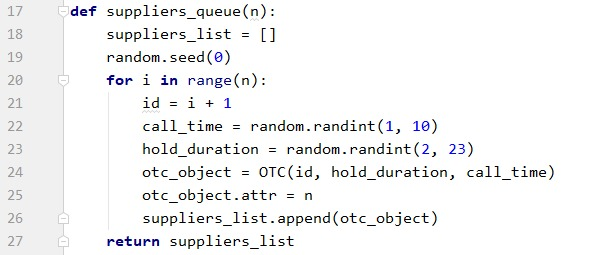 17 def suppliers_queue(n):
18     suppliers_list = []
19     random.seed(0)
20     for i in range(n):
21         id = i + 1
22         call_time = random.randint(1, 10)
23         hold_duration = random.randint(2, 23)
24         otc_object = OTC(id, hold_duration, call_time)
25         otc_object.attr = n
26         suppliers_list.append(otc_object)
27     return suppliers_list